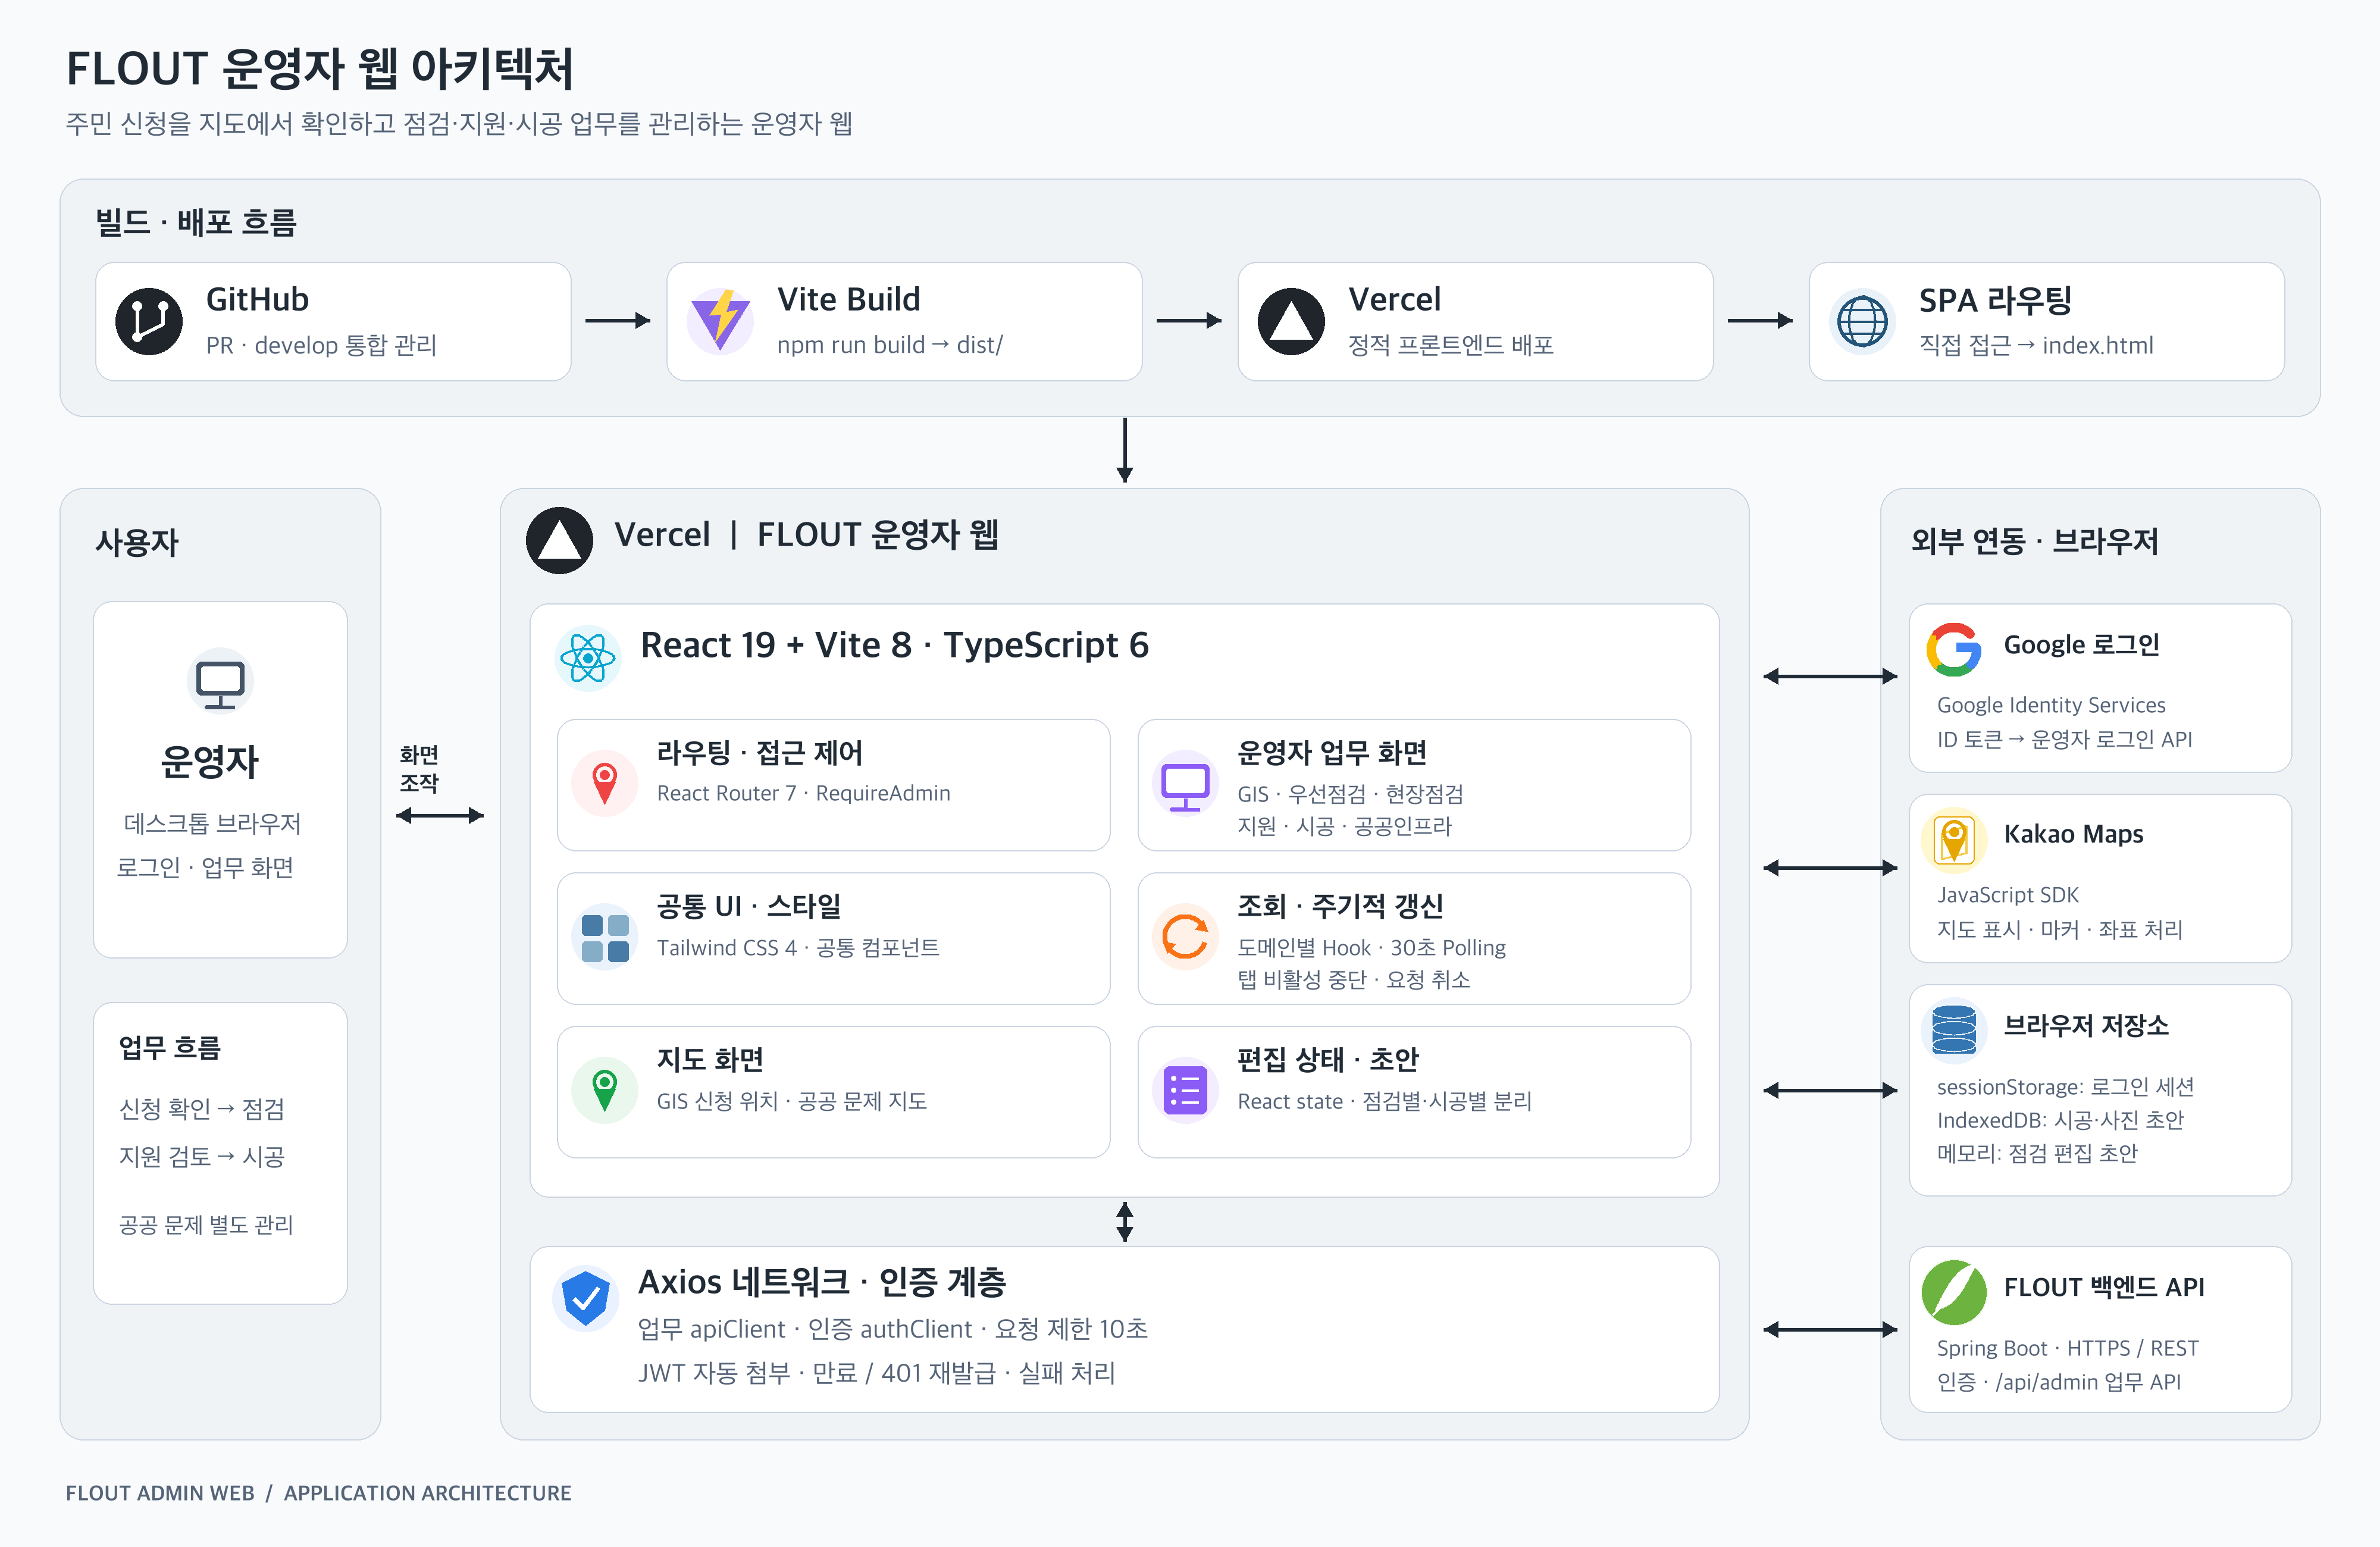 FLOUT 운영자 웹 아키텍처
주민 신청을 지도에서 확인하고 점검·지원·시공 업무를 관리하는 운영자 웹
빌드 · 배포 흐름
GitHub
PR · develop 통합 관리
Vite Build
npm run build → dist/
Vercel
정적 프론트엔드 배포
SPA 라우팅
직접 접근 → index.html
사용자
운영자
데스크톱 브라우저
로그인 · 업무 화면
업무 흐름
신청 확인 → 점검
지원 검토 → 시공
공공 문제 별도 관리
화면
조작
Vercel | FLOUT 운영자 웹
React 19 + Vite 8 · TypeScript 6
라우팅 · 접근 제어
React Router 7 · RequireAdmin
운영자 업무 화면
GIS · 우선점검 · 현장점검
지원 · 시공 · 공공인프라
공통 UI · 스타일
Tailwind CSS 4 · 공통 컴포넌트
조회 · 주기적 갱신
도메인별 Hook · 30초 Polling
탭 비활성 중단 · 요청 취소
지도 화면
GIS 신청 위치 · 공공 문제 지도
편집 상태 · 초안
React state · 점검별·시공별 분리
Axios 네트워크 · 인증 계층
업무 apiClient · 인증 authClient · 요청 제한 10초
JWT 자동 첨부 · 만료 / 401 재발급 · 실패 처리
외부 연동 · 브라우저
Google 로그인
Google Identity Services
ID 토큰 → 운영자 로그인 API
Kakao Maps
JavaScript SDK
지도 표시 · 마커 · 좌표 처리
브라우저 저장소
sessionStorage: 로그인 세션
IndexedDB: 시공·사진 초안
메모리: 점검 편집 초안
FLOUT 백엔드 API
Spring Boot · HTTPS / REST
인증 · /api/admin 업무 API
FLOUT ADMIN WEB / APPLICATION ARCHITECTURE